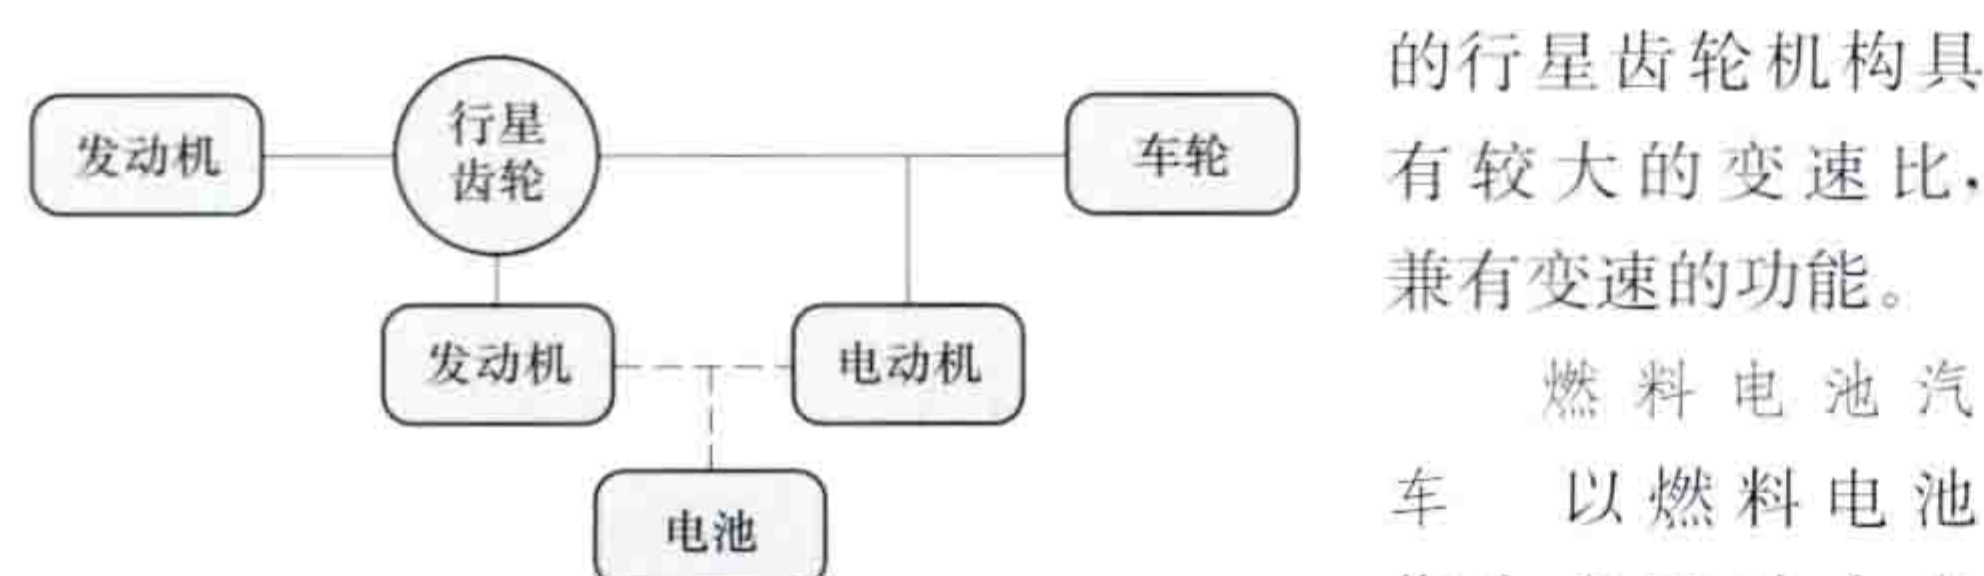 发动机
行星
齿轮
车轮
发动机
电动机
电池
的行星齿轮机构具
有较大的变速比，
兼有变速的功能。
燃料电池汽
车 以燃料电池